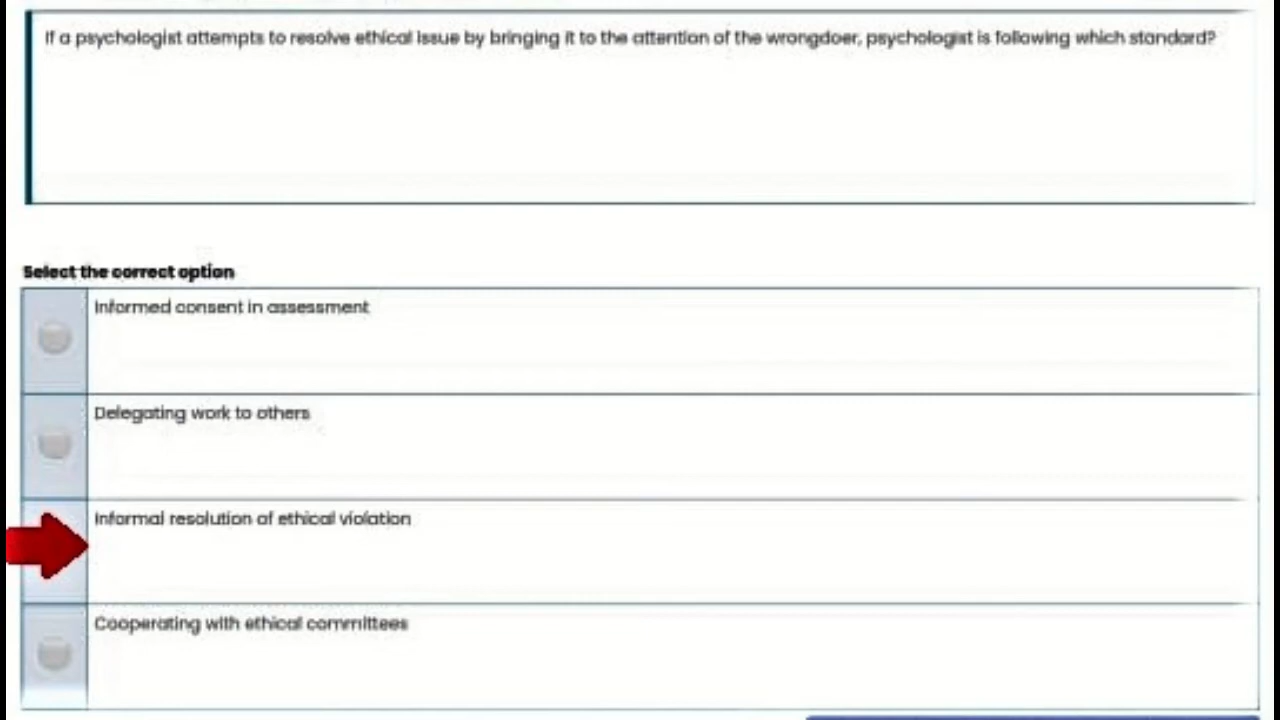 If a psychologist attempts to resolve ethical issue by bringing it to the attention of the wrongdoer, psychologist is following which standard?
Select the correct option
Informed consent in assessment
Delegating work to others
Informal resolution of ethical violation
Cooperating with ethical committees